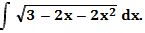 ∫ √3 − 2x − 2x² dx.